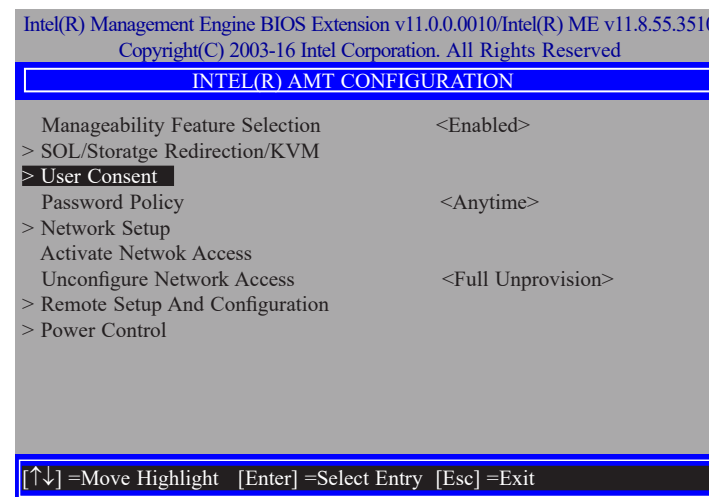 Intel(R) Management Engine BIOS Extension v11.0.0.0010/Intel(R) ME v11.8.55.3510
Copyright(C) 2003-16 Intel Corporation. All Rights Reserved
INTEL(R) AMT CONFIGURATION
Manageability Feature Selection <Enabled>
> SOL/Storatge Redirection/KVM
> User Consent
Password Policy <Anytime>
> Network Setup
Activate Netwok Access
Unconfigure Network Access <Full Unprovision>
> Remote Setup And Configuration
> Power Control
[↑↓] =Move Highlight [Enter] =Select Entry [Esc] =Exit